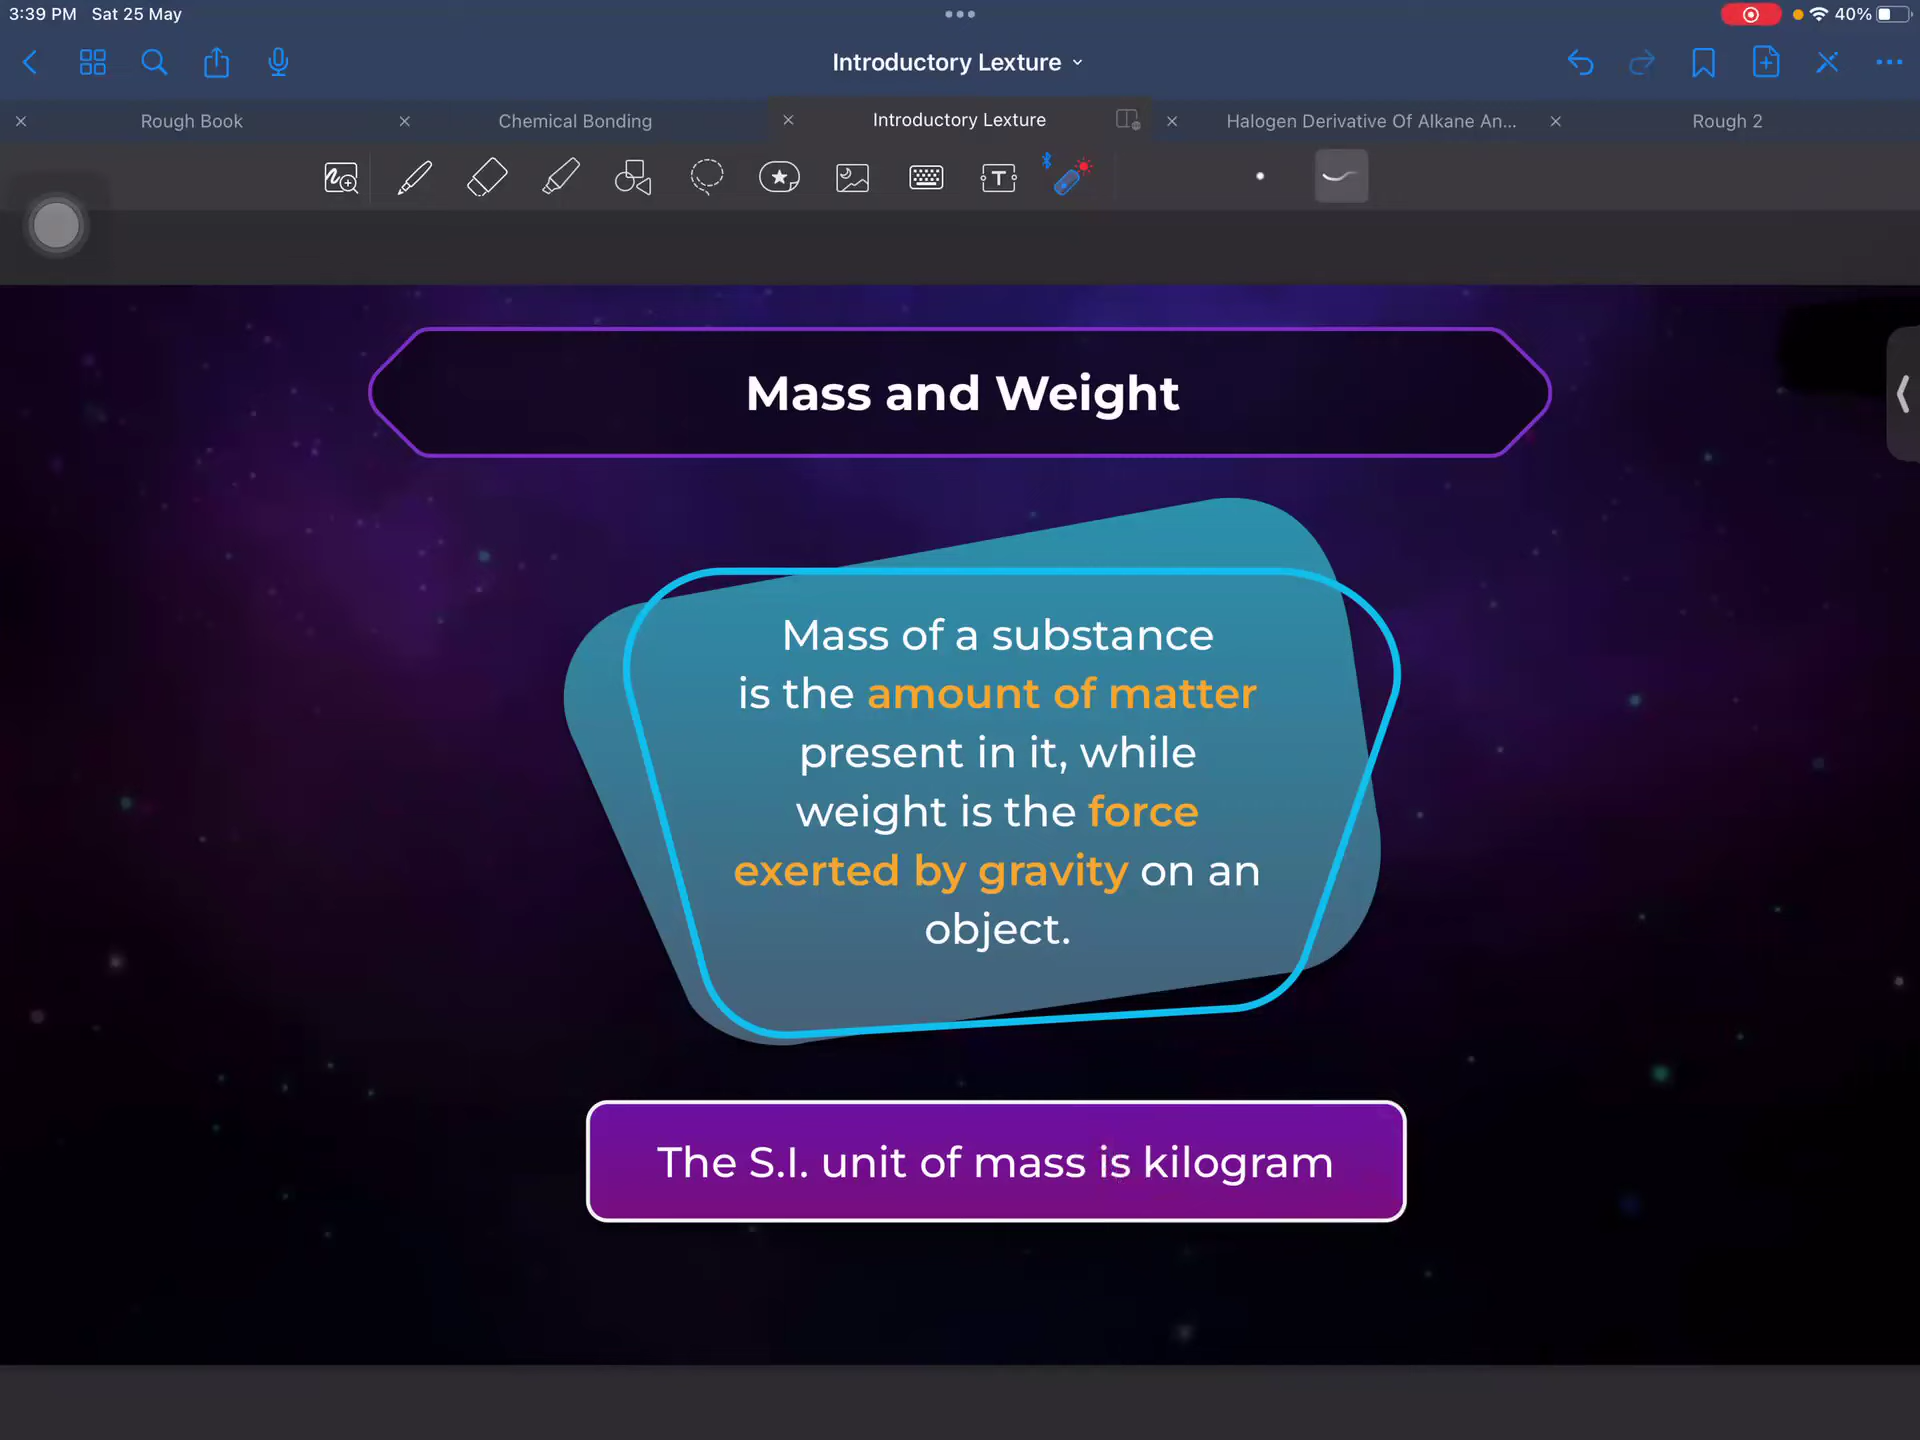 3:39 PM Sat 25 May
40%
Introductory Lexture
Rough Book
Chemical Bonding
Introductory Lexture
Halogen Derivative Of Alkane An...
Rough 2
Mass and Weight
Mass of a substance
is the amount of matter
present in it, while
weight is the force
exerted by gravity on an
object.
The S.I. unit of mass is kilogram